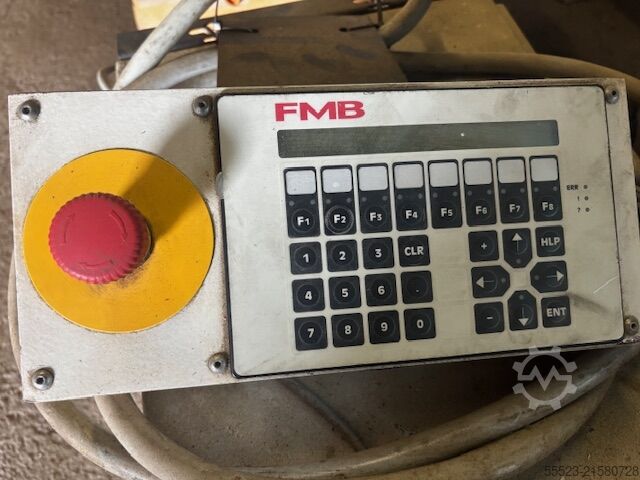 FMB
F1 F2 F3 F4 F5 F6 F7 F8
ERR
!
?
1 2 3 CLR + HLP
4 5 6 .
7 8 9 0 - ENT
55523-21580728